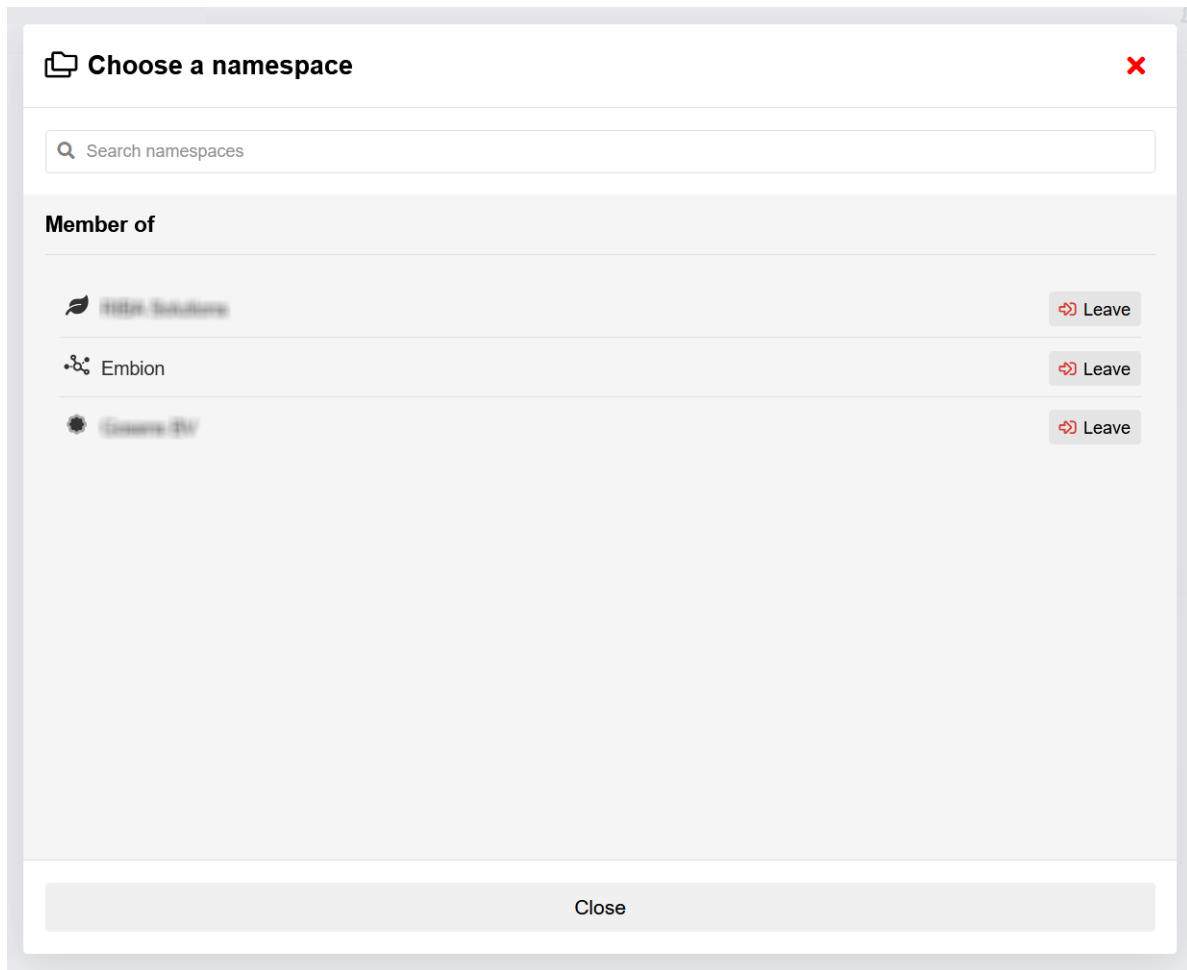 Choose a namespace
Search namespaces
Member of
Leave
Embion
Leave
Leave
Close